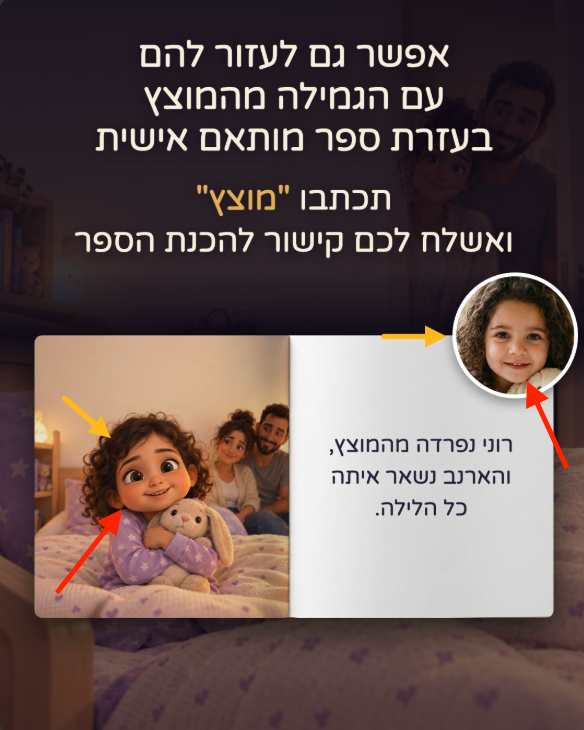 אפשר גם לעזור להם
עם הגמילה מהמוצץ
בעזרת ספר מותאם אישית
תכתבו "מוצץ"
ואשלח לכם קישור להכנת הספר
רוני נפרדה מהמוצץ,
והארנב נשאר איתה
כל הלילה.